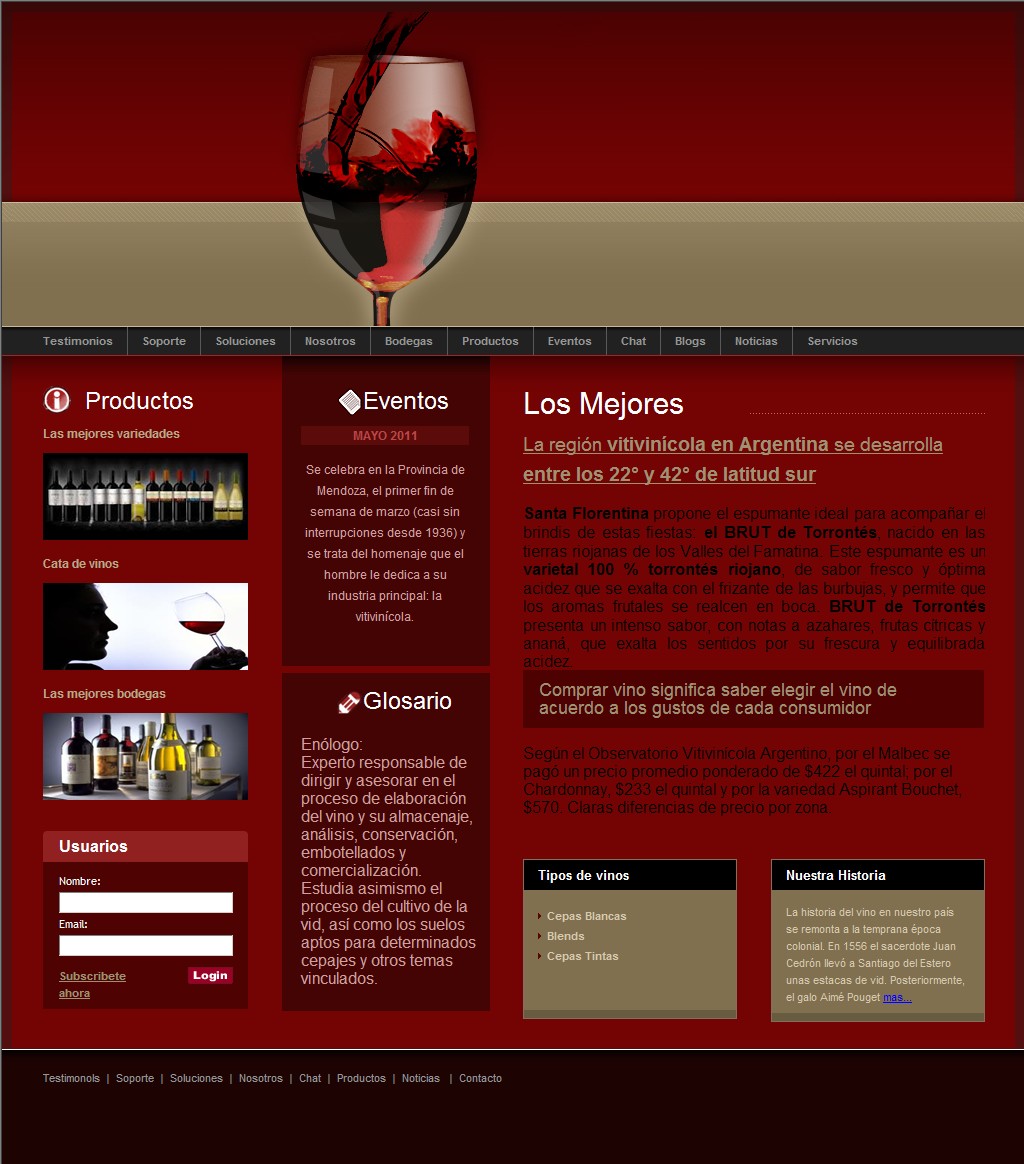 Testimonios Soporte Soluciones Nosotros Bodegas Productos Eventos Chat Blogs Noticias Servicios
Productos
Las mejores variedades
Cata de vinos
Las mejores bodegas
Usuarios
Nombre:
Email:
Subscribete
ahora
Login
Eventos
MAYO 2011
Se celebra en la Provincia de
Mendoza, el primer fin de
semana de marzo (casi sin
interrupciones desde 1936) y
se trata del homenaje que el
hombre le dedica a su
industria principal: la
vitivinícola.
Glosario
Enólogo:
Experto responsable de
dirigir y asesorar en el
proceso de elaboración
del vino y su almacenaje,
análisis, conservación,
embotellados y
comercialización.
Estudia asimismo el
proceso del cultivo de la
vid, así como los suelos
aptos para determinados
cepajes y otros temas
vinculados.
Los Mejores
La región vitivinícola en Argentina se desarrolla
entre los 22° y 42° de latitud sur
Santa Florentina propone el espumante ideal para acompañar el
brindis de estas fiestas: el BRUT de Torrontés, nacido en las
tierras riojanas de los Valles del Famatina. Este espumante es un
varietal 100 % torrontés riojano, de sabor fresco y óptima
acidez que se exalta con el frizante de las burbujas, y permite que
los aromas frutales se realcen en boca. BRUT de Torrontés
presenta un intenso sabor, con notas a azahares, frutas cítricas y
ananá, que exalta los sentidos por su frescura y equilibrada
acidez.
Comprar vino significa saber elegir el vino de
acuerdo a los gustos de cada consumidor
Según el Observatorio Vitivinícola Argentino, por el Malbec se
pagó un precio promedio ponderado de $422 el quintal; por el
Chardonnay, $233 el quintal y por la variedad Aspirant Bouchet,
$570. Claras diferencias de precio por zona.
Tipos de vinos
Cepas Blancas
Blends
Cepas Tintas
Nuestra Historia
La historia del vino en nuestro país
se remonta a la temprana época
colonial. En 1556 el sacerdote Juan
Cedrón llevó a Santiago del Estero
unas estacas de vid. Posteriormente,
el galo Aimé Pouget mas...
Testimonols | Soporte | Soluciones | Nosotros | Chat | Productos | Noticias | Contacto